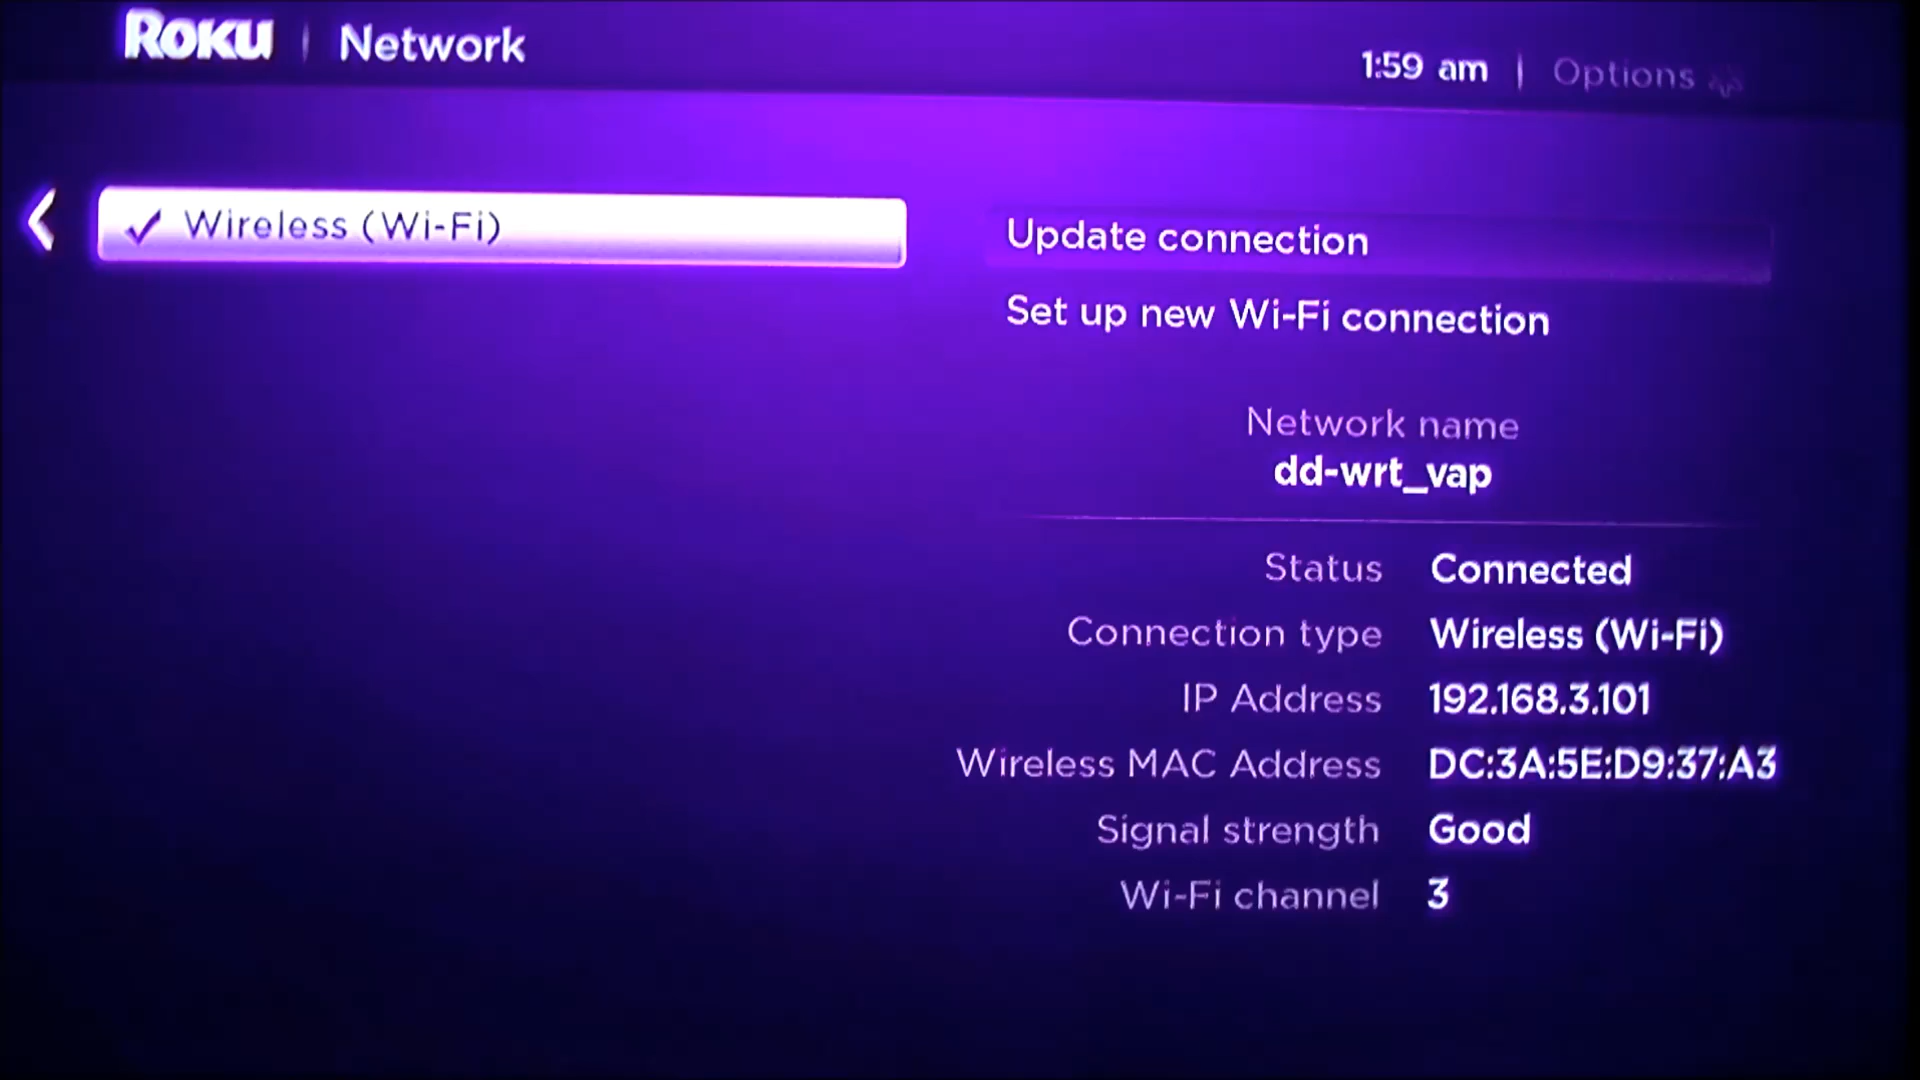 Roku | Network
1:59 am | Options
Wireless (Wi-Fi)
Update connection
Set up new Wi-Fi connection
Network name
dd-wrt_vap
Status Connected
Connection type Wireless (Wi-Fi)
IP Address 192.168.3.101
Wireless MAC Address DC:3A:5E:D9:37:A3
Signal strength Good
Wi-Fi channel 3